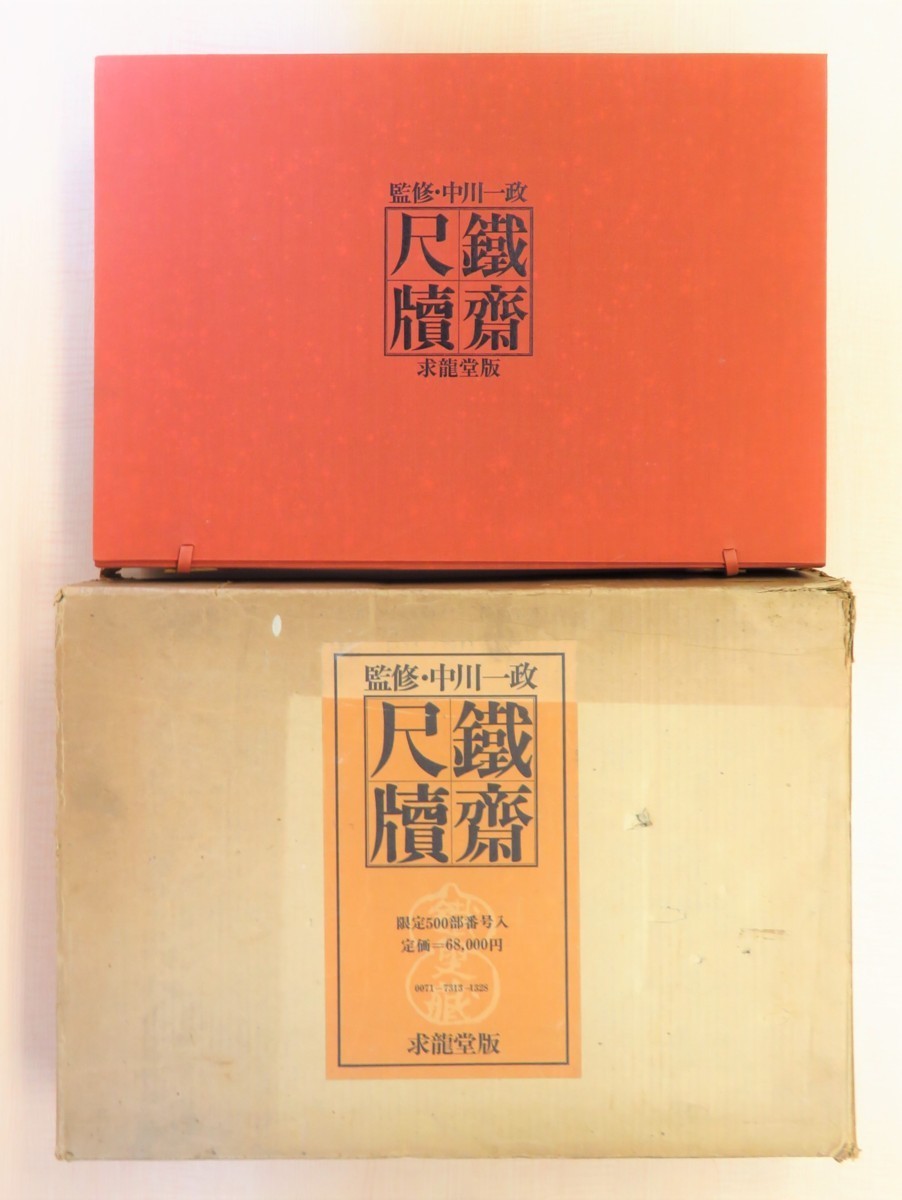 監修・中川一政
鐵齋
尺牘
求龍堂版
監修・中川一政
鐵齋
尺牘
限定500部番号入
定価=68,000円
0071-7313-1328
求龍堂版